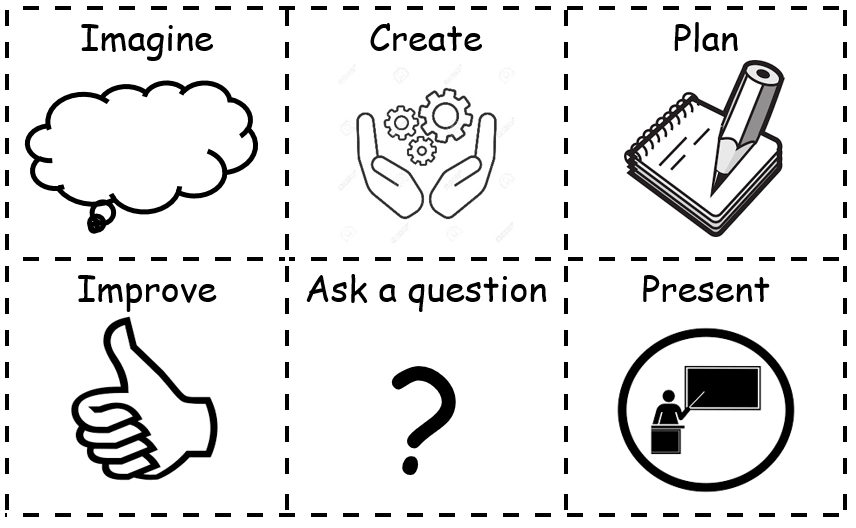 Imagine
Create
Plan
Improve
Ask a question
Present